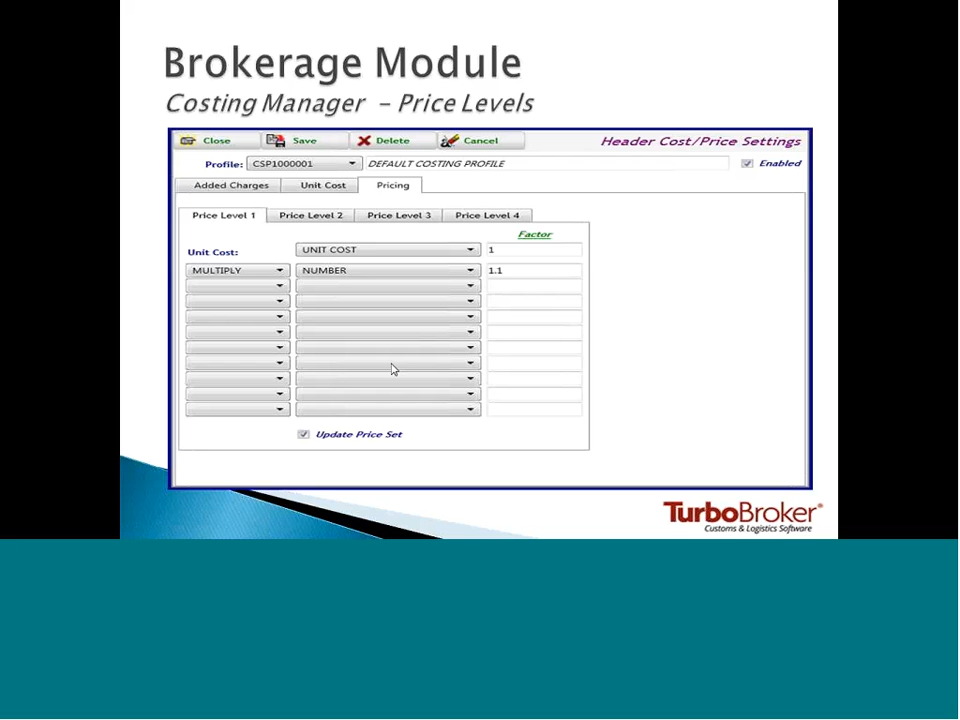 Brokerage Module
Costing Manager - Price Levels
Close Save Delete Cancel Header Cost/Price Settings
Profile: CSP1000001 DEFAULT COSTING PROFILE Enabled
Added Charges Unit Cost Pricing
Price Level 1 Price Level 2 Price Level 3 Price Level 4
Factor
Unit Cost: UNIT COST 1
MULTIPLY NUMBER 1.1
Update Price Set
TurboBroker®
Customs & Logistics Software